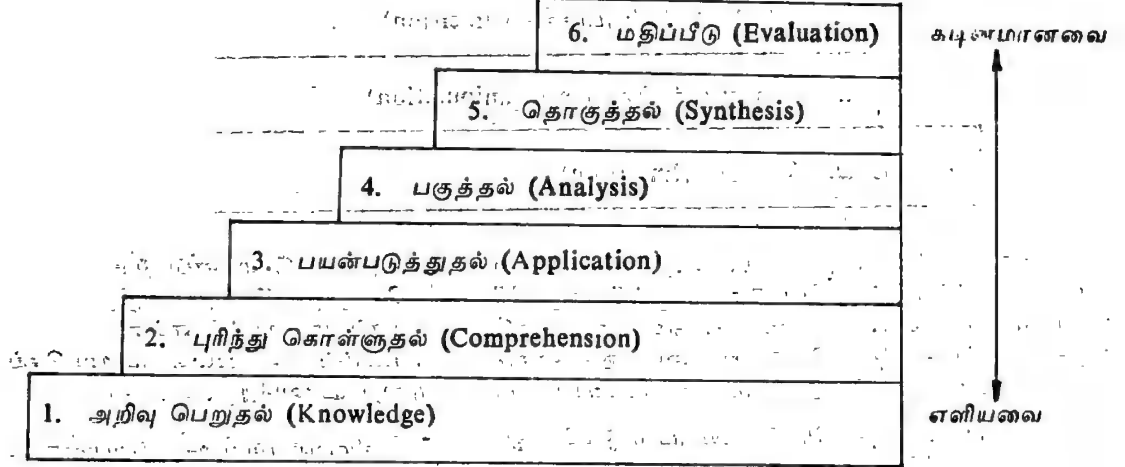 6. மதிப்பீடு (Evaluation)
கடினமானவை
5. தொகுத்தல் (Synthesis)
4. பகுத்தல் (Analysis)
3. பயன்படுத்துதல் (Application)
2. புரிந்து கொள்ளுதல் (Comprehension)
1. அறிவு பெறுதல் (Knowledge)
எளியவை